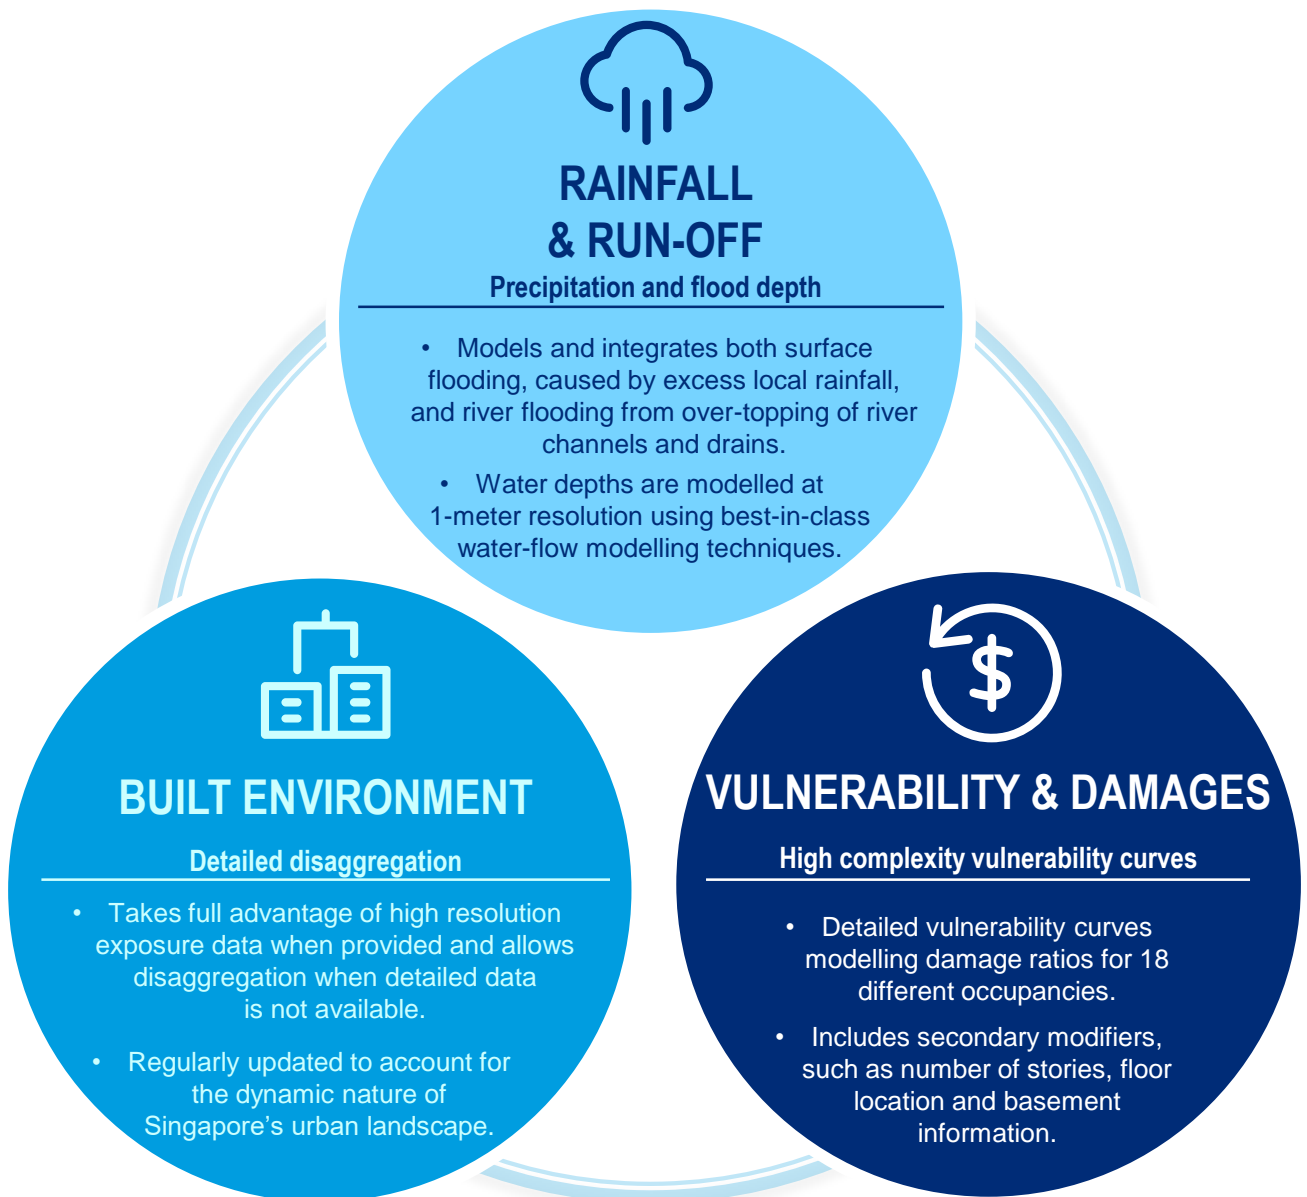 RAINFALL
& RUN-OFF
Precipitation and flood depth
• Models and integrates both surface
flooding, caused by excess local rainfall,
and river flooding from over-topping of river
channels and drains.
• Water depths are modelled at
1-meter resolution using best-in-class
water-flow modelling techniques.
BUILT ENVIRONMENT
Detailed disaggregation
• Takes full advantage of high resolution
exposure data when provided and allows
disaggregation when detailed data
is not available.
• Regularly updated to account for
the dynamic nature of
Singapore’s urban landscape.
$
VULNERABILITY & DAMAGES
High complexity vulnerability curves
• Detailed vulnerability curves
modelling damage ratios for 18
different occupancies.
• Includes secondary modifiers,
such as number of stories, floor
location and basement
information.